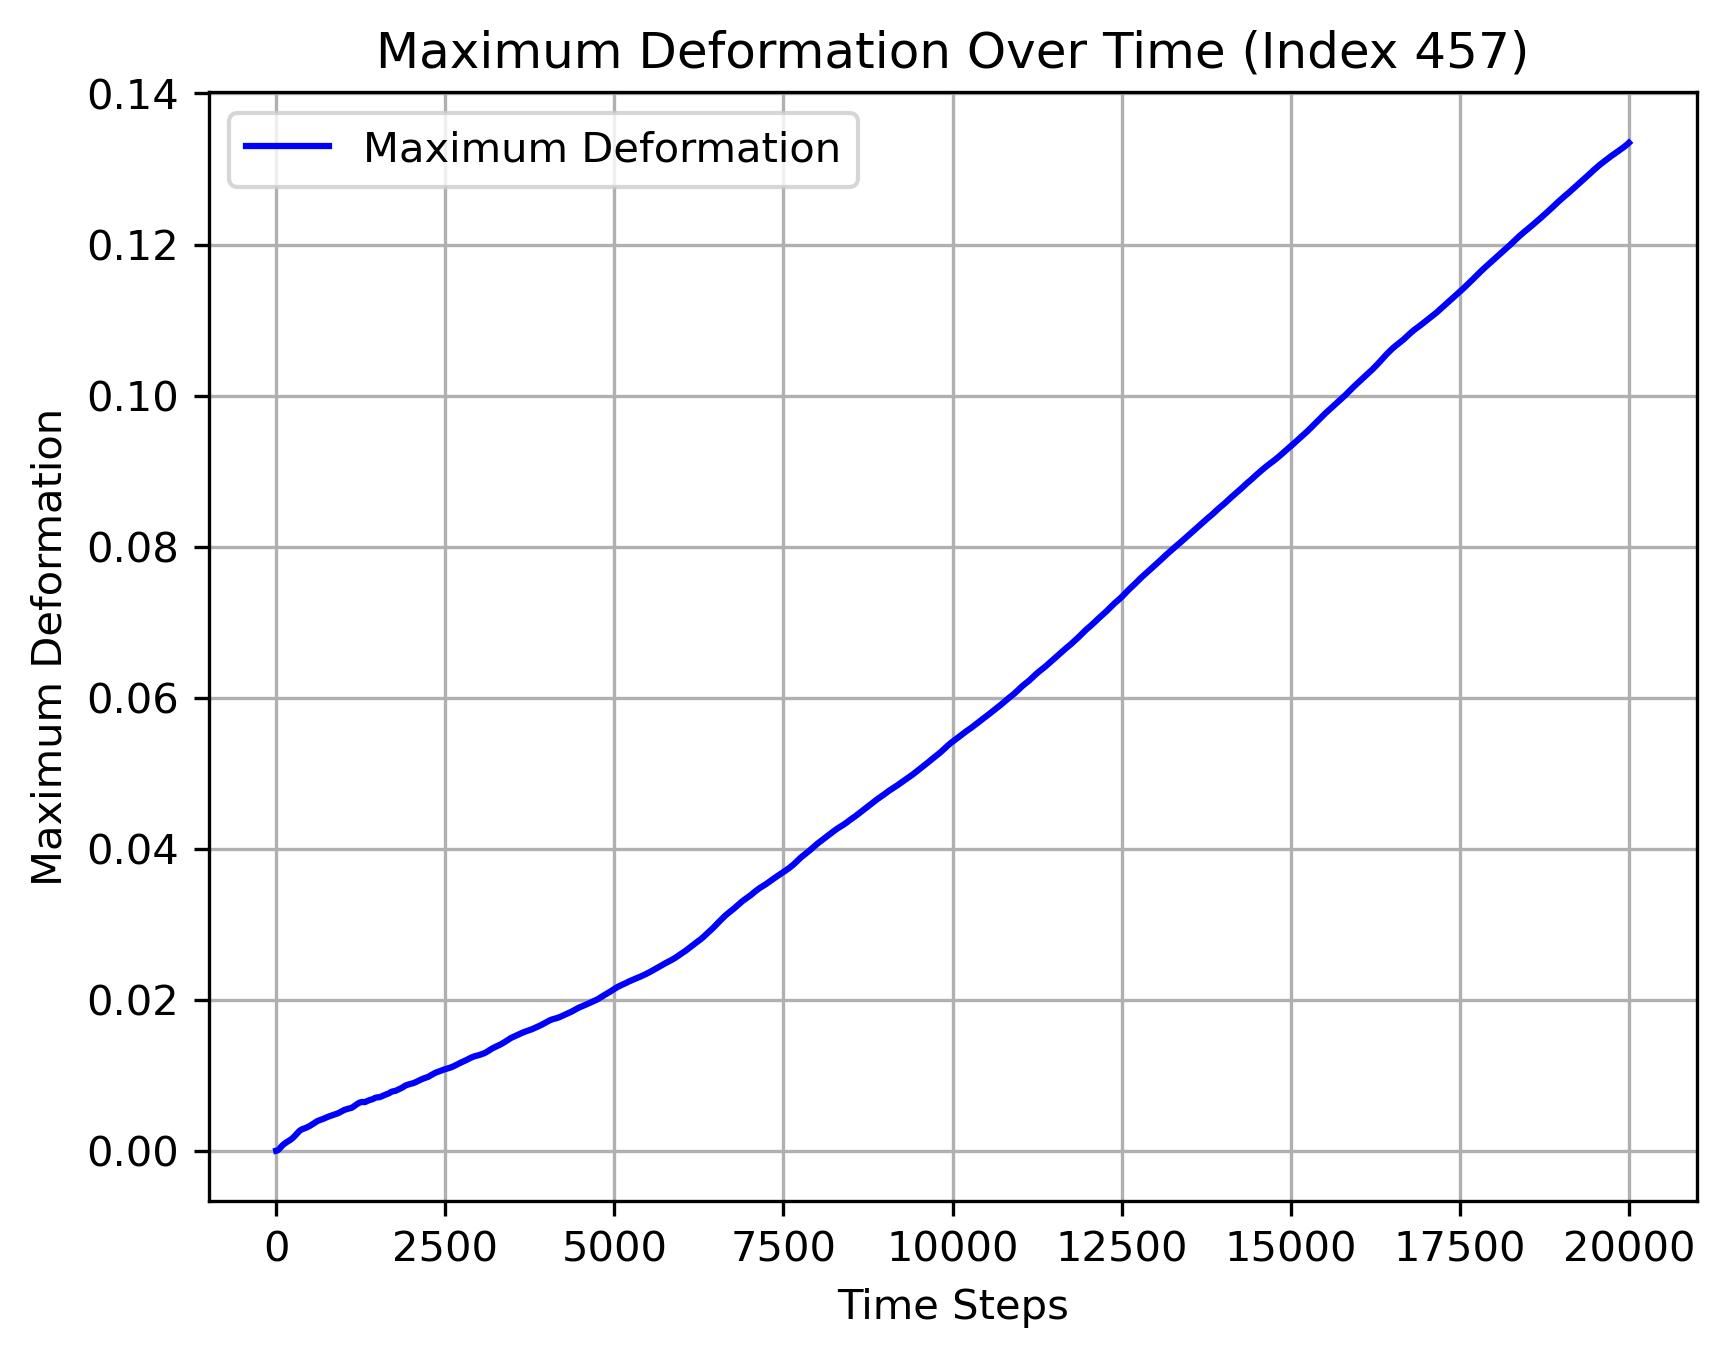 Maximum Deformation Over Time (Index 457)
Maximum Deformation
0.14
0.12
0.10
0.08
0.06
0.04
0.02
0.00
Maximum Deformation
0 2500 5000 7500 10000 12500 15000 17500 20000
Time Steps